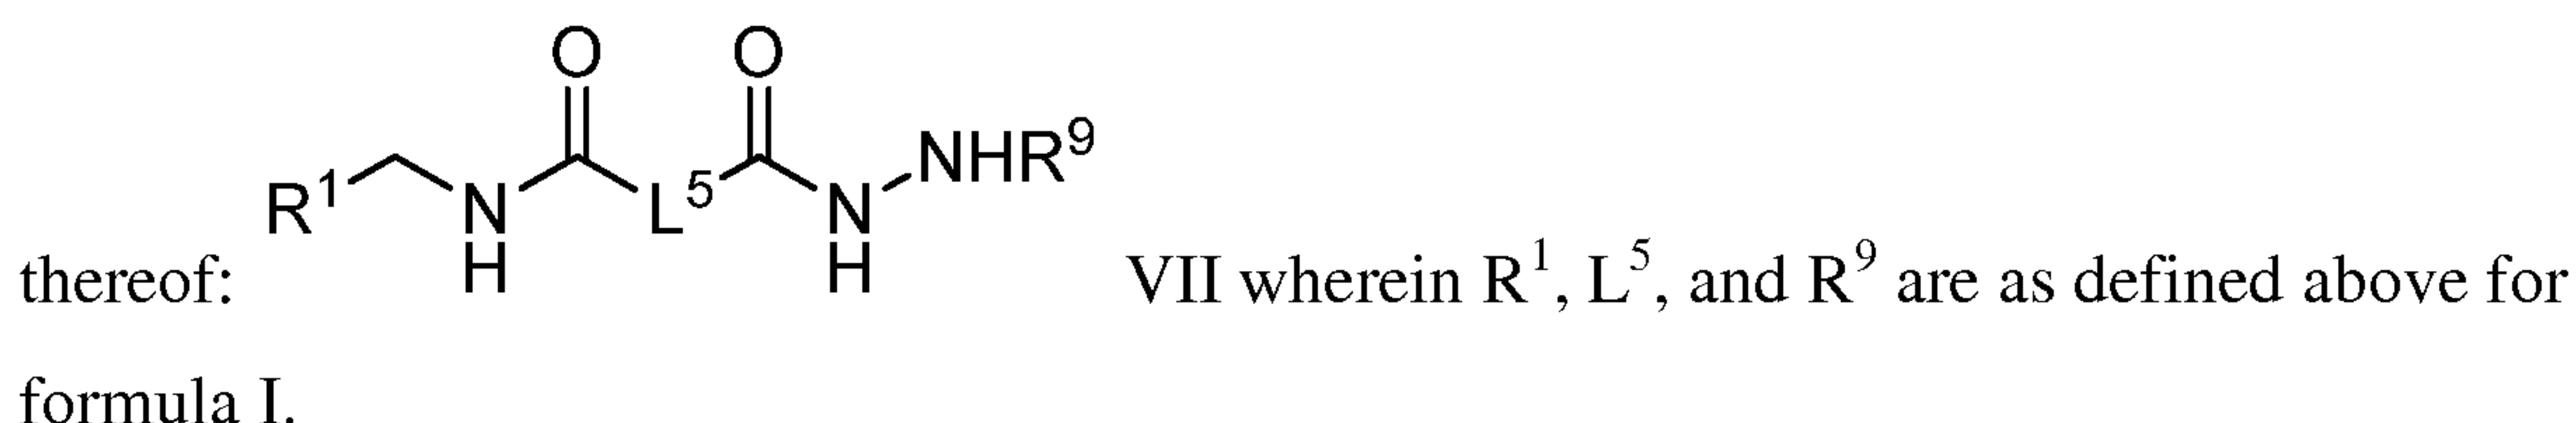 O O
R¹ N H L⁵ N H NHR⁹
thereof: VII wherein R¹, L⁵, and R⁹ are as defined above for
formula I.